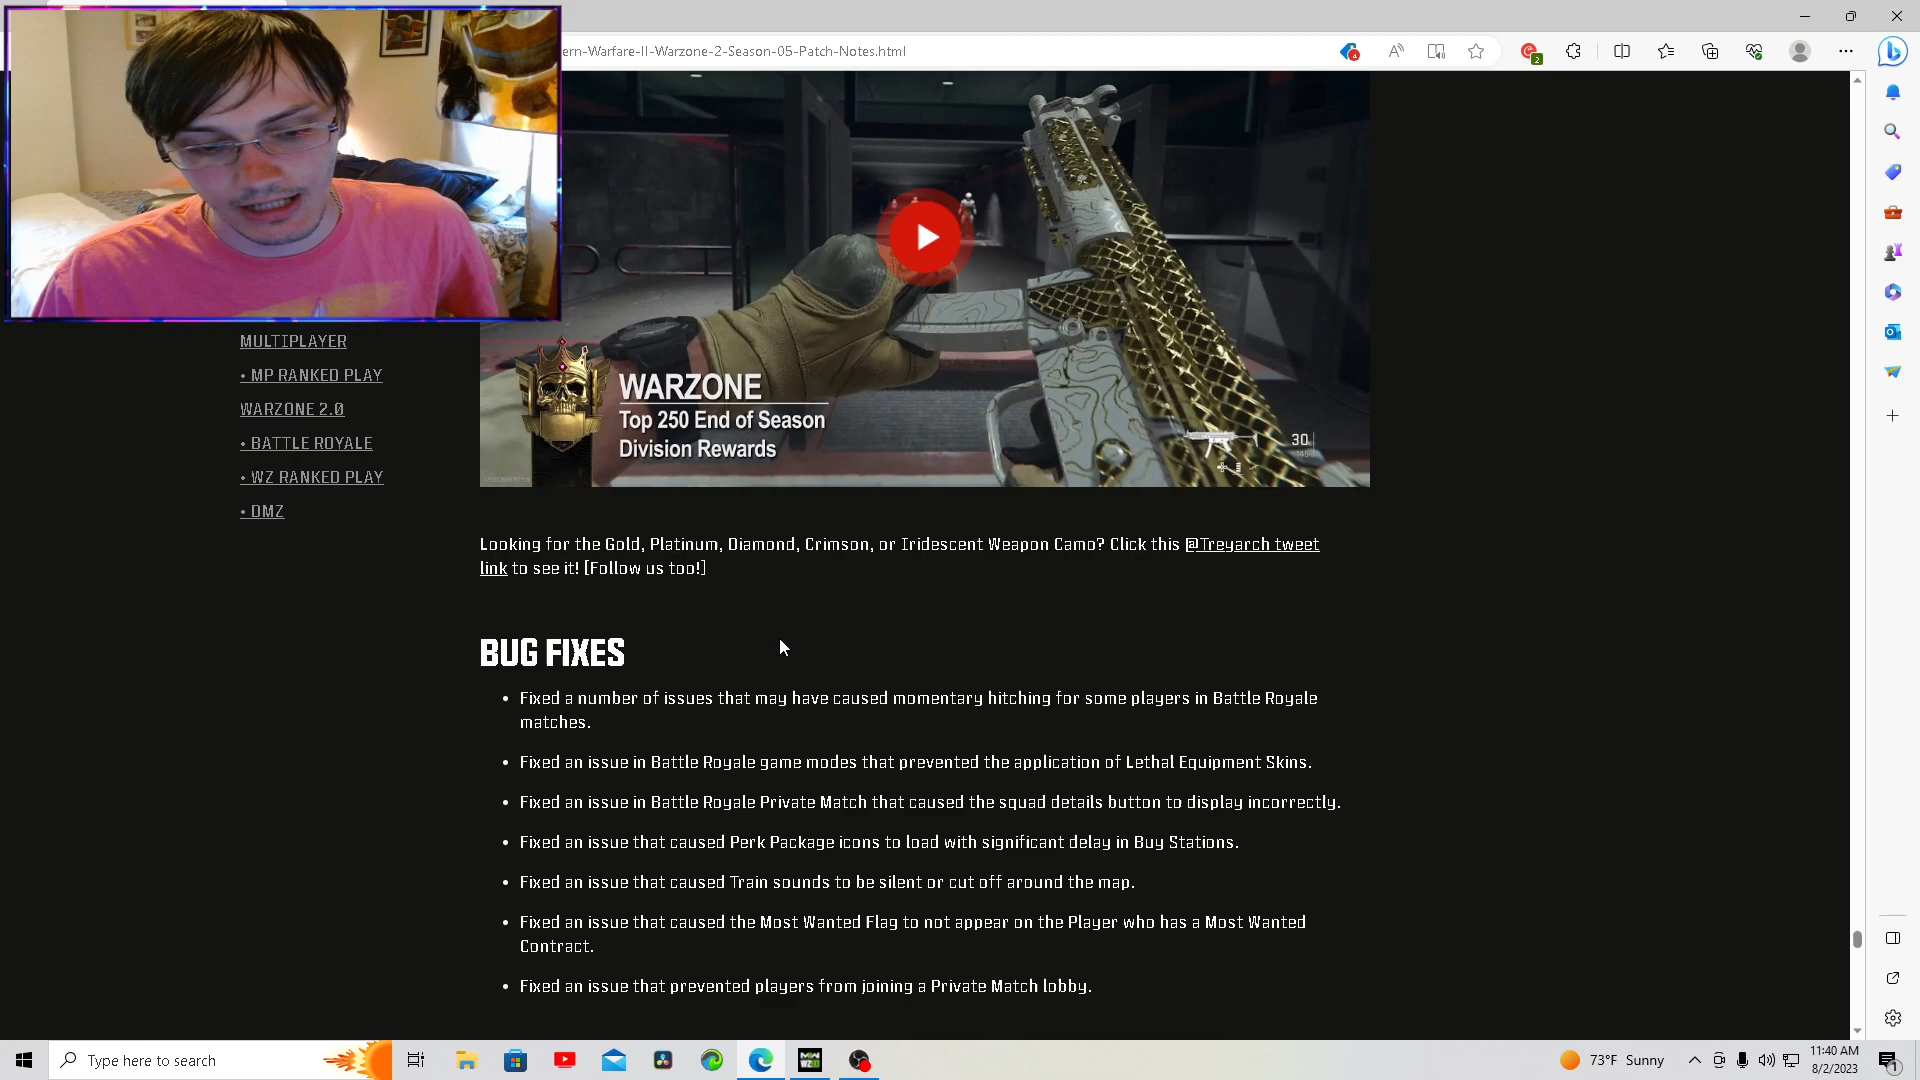 ern-Warfare-II-Warzone-2-Season-05-Patch-Notes.html
MULTIPLAYER
• MP RANKED PLAY
WARZONE 2.0
• BATTLE ROYALE
• WZ RANKED PLAY
• DMZ
WARZONE
Top 250 End of Season
Division Rewards
30
Looking for the Gold, Platinum, Diamond, Crimson, or Iridescent Weapon Camo? Click this @Treyarch tweet
link to see it! [Follow us too!]
BUG FIXES
• Fixed a number of issues that may have caused momentary hitching for some players in Battle Royale
matches.
• Fixed an issue in Battle Royale game modes that prevented the application of Lethal Equipment Skins.
• Fixed an issue in Battle Royale Private Match that caused the squad details button to display incorrectly.
• Fixed an issue that caused Perk Package icons to load with significant delay in Buy Stations.
• Fixed an issue that caused Train sounds to be silent or cut off around the map.
• Fixed an issue that caused the Most Wanted Flag to not appear on the Player who has a Most Wanted
Contract.
• Fixed an issue that prevented players from joining a Private Match lobby.
Type here to search
73°F Sunny
11:40 AM
8/2/2023